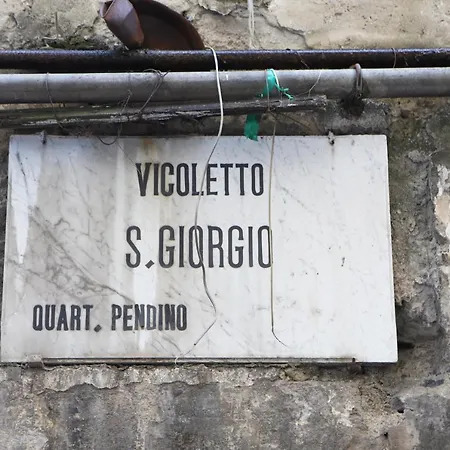 VICOLETTO
S. GIORGIO
QUART. PENDINO